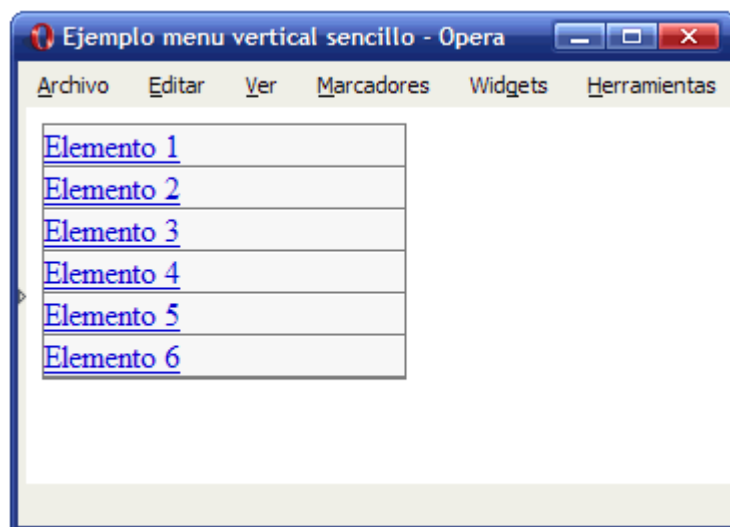 Ejemplo menu vertical sencillo - Opera
Archivo Editar Ver Marcadores Widgets Herramientas
Elemento 1
Elemento 2
Elemento 3
Elemento 4
Elemento 5
Elemento 6